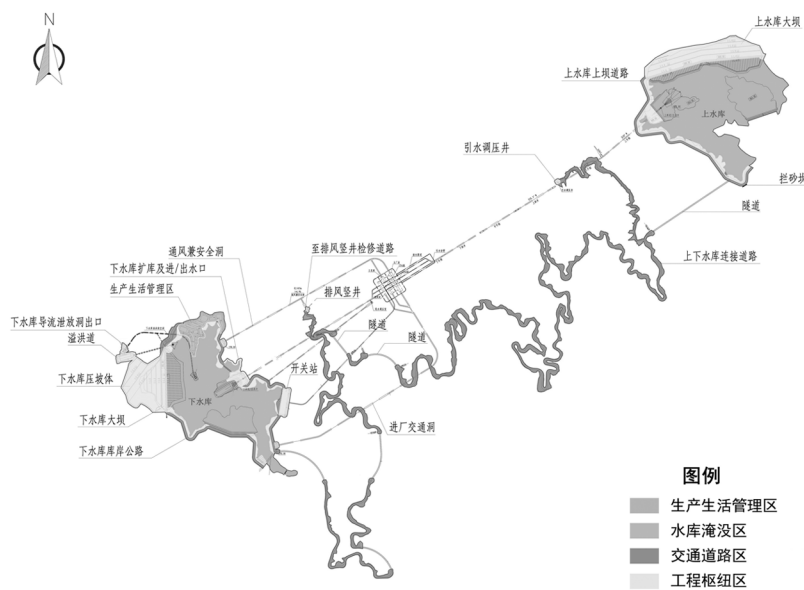 N
上水库大坝
上水库上坝道路
上水库
引水调压井
拦砂坝
隧道
上下水库连接道路
通风兼安全洞
至排风竖井检修道路
下水库扩库及进/出水口
生产生活管理区
排风竖井
下水库导流泄放洞出口
溢洪道
隧道
隧道
开关站
下水库压坡体
下水库
下水库大坝
进厂交通洞
下水库库岸公路
图例
生产生活管理区
水库淹没区
交通道路区
工程枢纽区